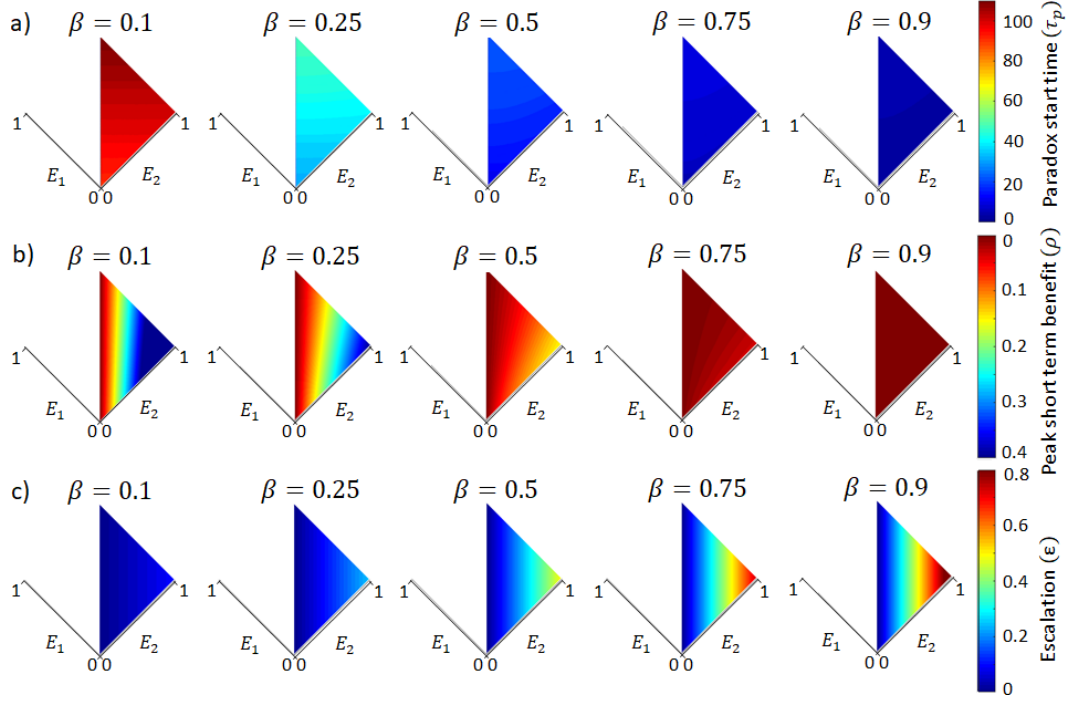 a) β = 0.1 β = 0.25 β = 0.5 β = 0.75 β = 0.9
1 1 1 1 1 1 1 1 1 1
E₁ E₂ E₁ E₂ E₁ E₂ E₁ E₂ E₁ E₂
0 0 0 0 0 0 0 0 0 0
100
80
60
40
20
0
Paradox start time (τₚ)
b) β = 0.1 β = 0.25 β = 0.5 β = 0.75 β = 0.9
1 1 1 1 1 1 1 1 1 1
E₁ E₂ E₁ E₂ E₁ E₂ E₁ E₂ E₁ E₂
0 0 0 0 0 0 0 0 0 0
0
0.1
0.2
0.3
0.4
Peak short term benefit (ρ)
c) β = 0.1 β = 0.25 β = 0.5 β = 0.75 β = 0.9
1 1 1 1 1 1 1 1 1 1
E₁ E₂ E₁ E₂ E₁ E₂ E₁ E₂ E₁ E₂
0 0 0 0 0 0 0 0 0 0
0.8
0.6
0.4
0.2
0
Escalation (ε)